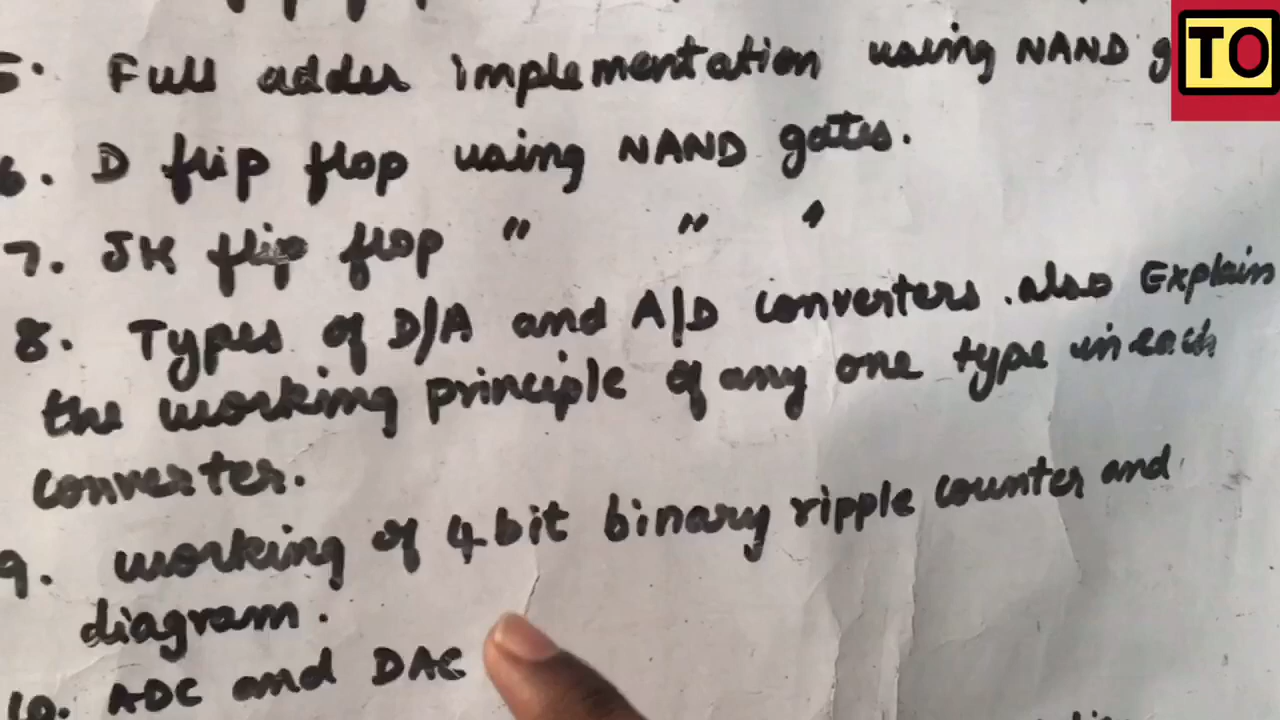 5. Full adder implementation using NAND g
TO
6. D flip flop using NAND gates.
7. JK flip flop " " "
8. Types of D/A and A/D converters. also Explain
the working principle of any one type in each
converter.
9. working of 4 bit binary ripple counter and
diagram.
10. ADC and DAC